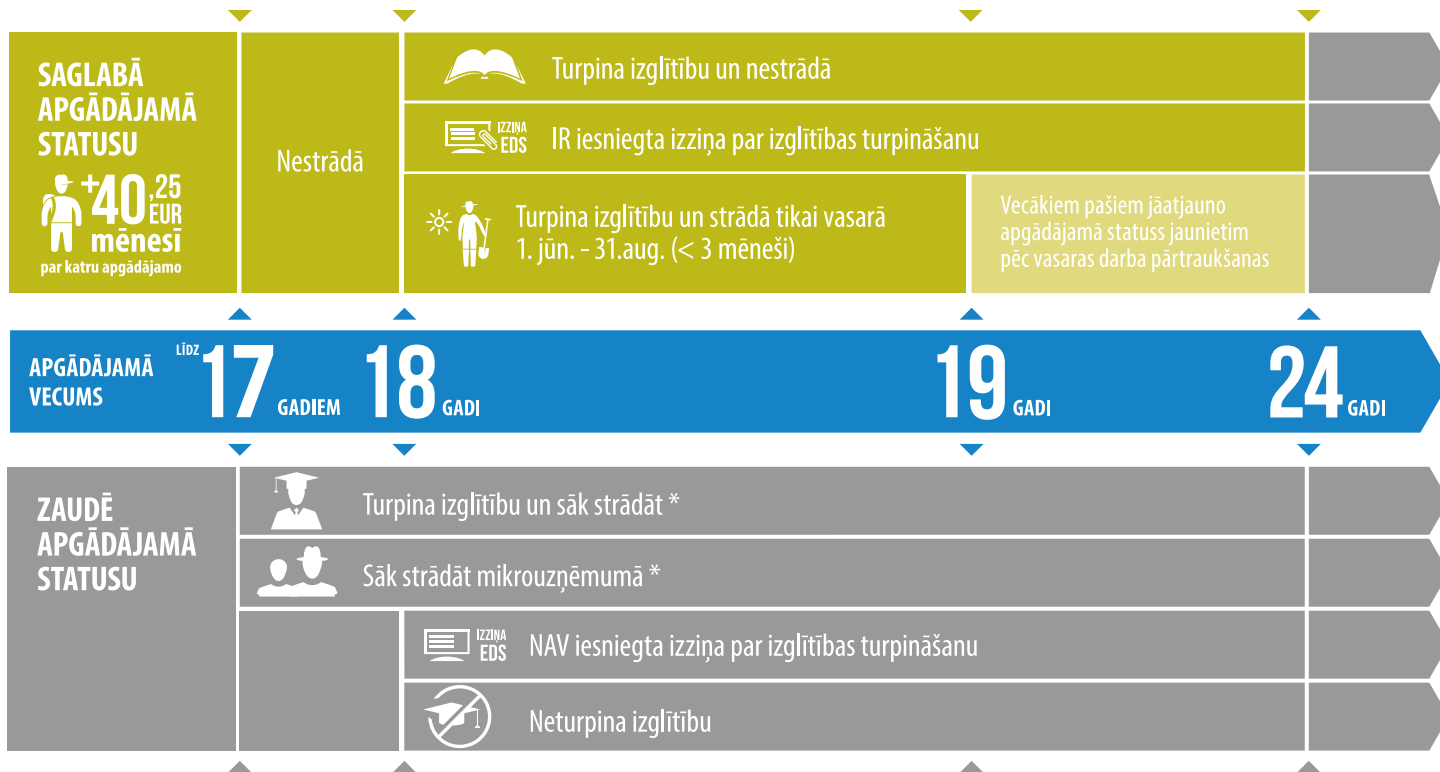 SAGLABĀ
APGĀDĀJAMĀ
STATUSU
+40,25
EUR
mēnesī
par katru apgādājamo
Nestrādā
Turpina izglītību un nestrādā
IZZIŅA
EDS
IR iesniegta izziņa par izglītības turpināšanu
Turpina izglītību un strādā tikai vasarā
1. jūn. - 31.aug. (< 3 mēneši)
Vecākiem pašiem jāatjauno
apgādājamā statuss jaunietim
pēc vasaras darba pārtraukšanas
APGĀDĀJAMĀ
VECUMS
LĪDZ 17 GADIEM
18 GADI
19 GADI
24 GADI
ZAUDĒ
APGĀDĀJAMĀ
STATUSU
Turpina izglītību un sāk strādāt *
Sāk strādāt mikrouzņēmumā *
IZZIŅA
EDS
NAV iesniegta izziņa par izglītības turpināšanu
Neturpina izglītību